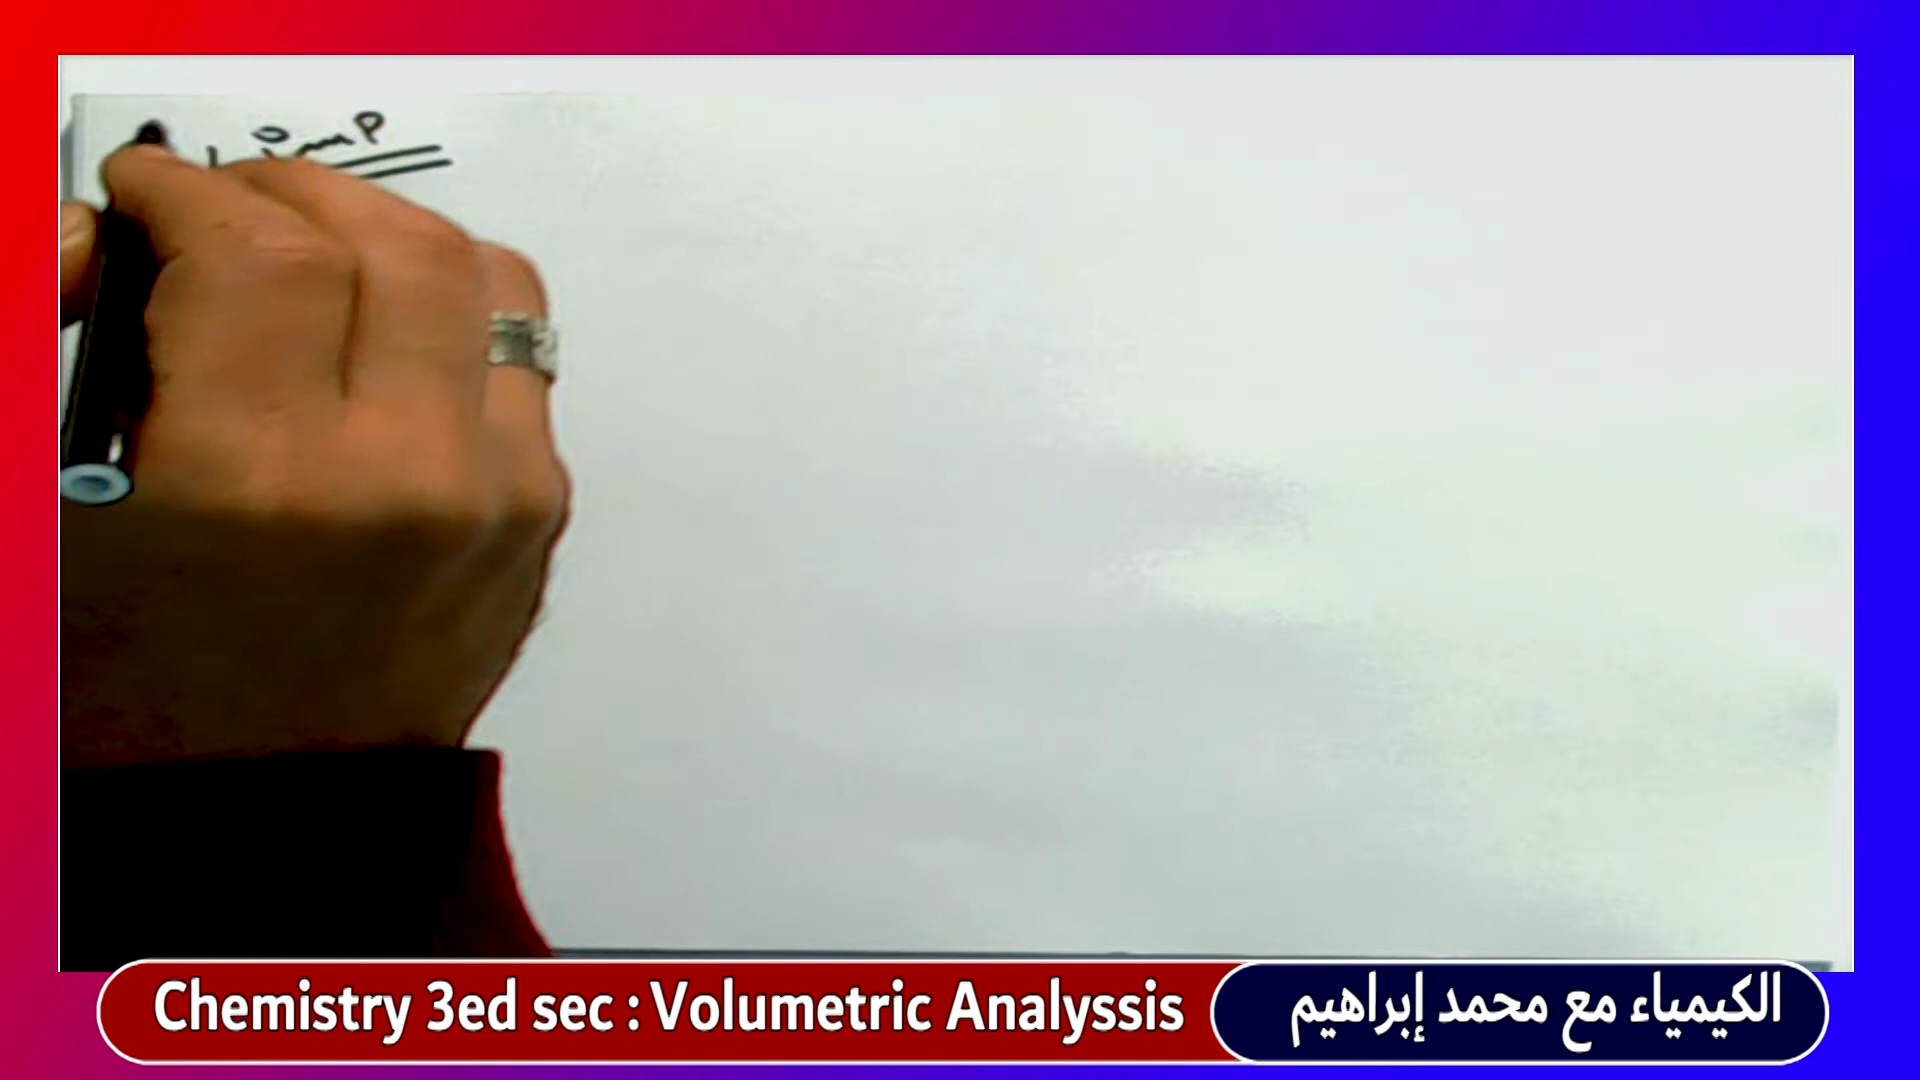 Chemistry 3ed sec : Volumetric Analyssis
الكيمياء مع محمد إبراهيم